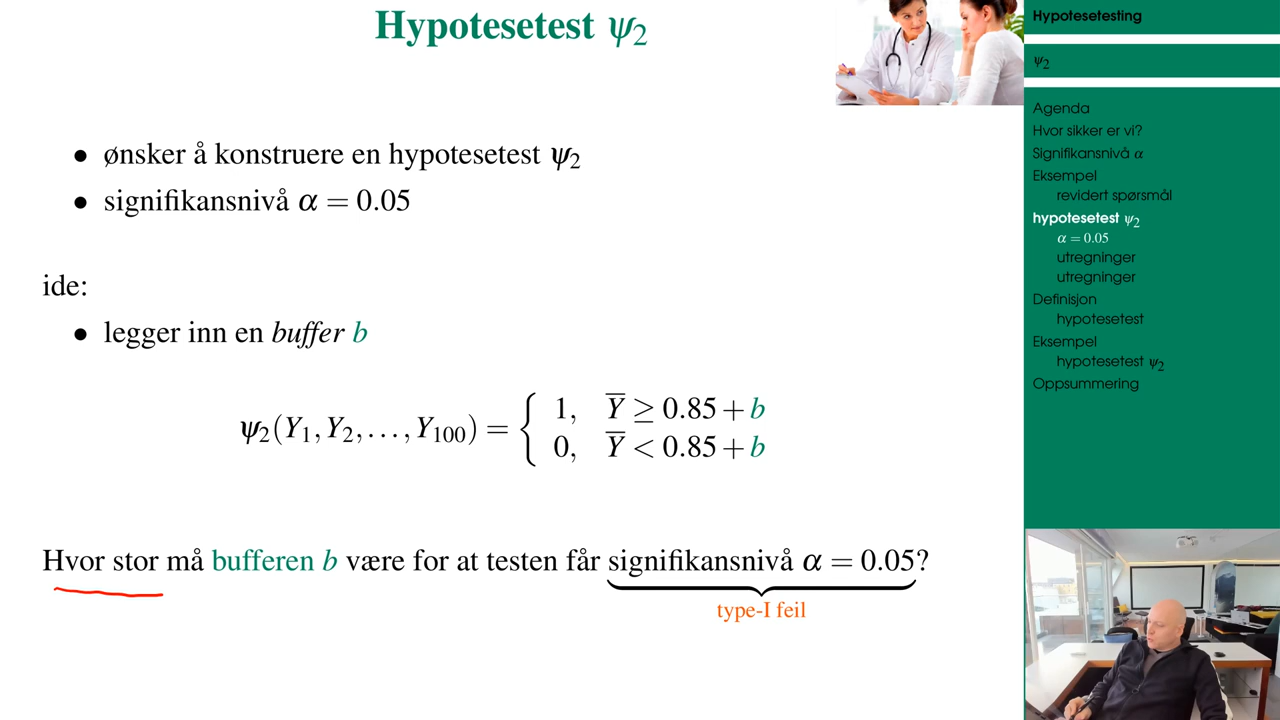 Hypotesetest ψ₂
• ønsker å konstruere en hypotesetest ψ₂
• signifikansnivå α = 0.05
ide:
• legger inn en buffer b
ψ₂(Y₁, Y₂, …, Y₁₀₀) = { 1, Y̅ ≥ 0.85 + b
0, Y̅ < 0.85 + b
Hvor stor må bufferen b være for at testen får signifikansnivå α = 0.05?
type-I feil
Hypotesetesting
ψ₂
Agenda
Hvor sikker er vi?
Signifikansnivå α
Eksempel
revidert spørsmål
hypotesetest ψ₂
α = 0.05
utregninger
utregninger
Definisjon
hypotesetest
Eksempel
hypotesetest ψ₂
Oppsummering